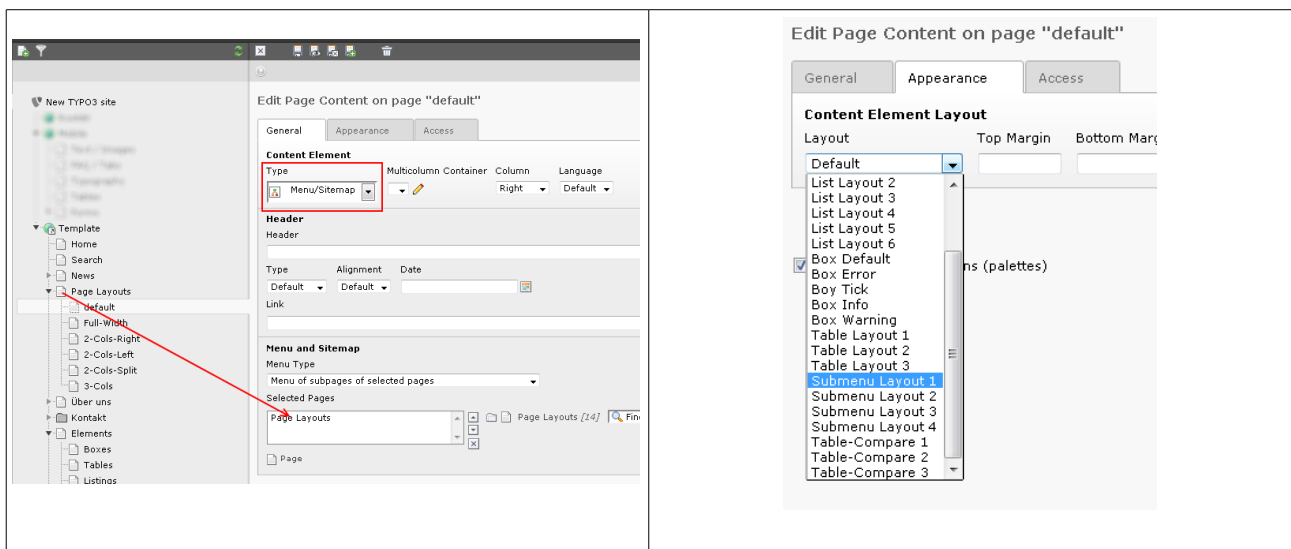 New TYPO3 site
Template
Home
Search
News
Page Layouts
default
Full-Width
2-Cols-Right
2-Cols-Left
2-Cols-Split
3-Cols
Über uns
Kontakt
Elements
Boxes
Tables
Listings
Edit Page Content on page "default"
General Appearance Access
Content Element
Type Multicolumn Container Column Language
Menu/Sitemap Right Default
Header
Header
Type Alignment Date
Default Default
Link
Menu and Sitemap
Menu Type
Menu of subpages of selected pages
Selected Pages
Page Layouts Page Layouts [14] Fin
Page
Edit Page Content on page "default"
General Appearance Access
Content Element Layout
Layout Top Margin Bottom Marg
Default
List Layout 2
List Layout 3
List Layout 4
List Layout 5
List Layout 6
Box Default
Box Error
ns (palettes)
Boy Tick
Box Info
Box Warning
Table Layout 1
Table Layout 2
Table Layout 3
Submenu Layout 1
Submenu Layout 2
Submenu Layout 3
Submenu Layout 4
Table-Compare 1
Table-Compare 2
Table-Compare 3